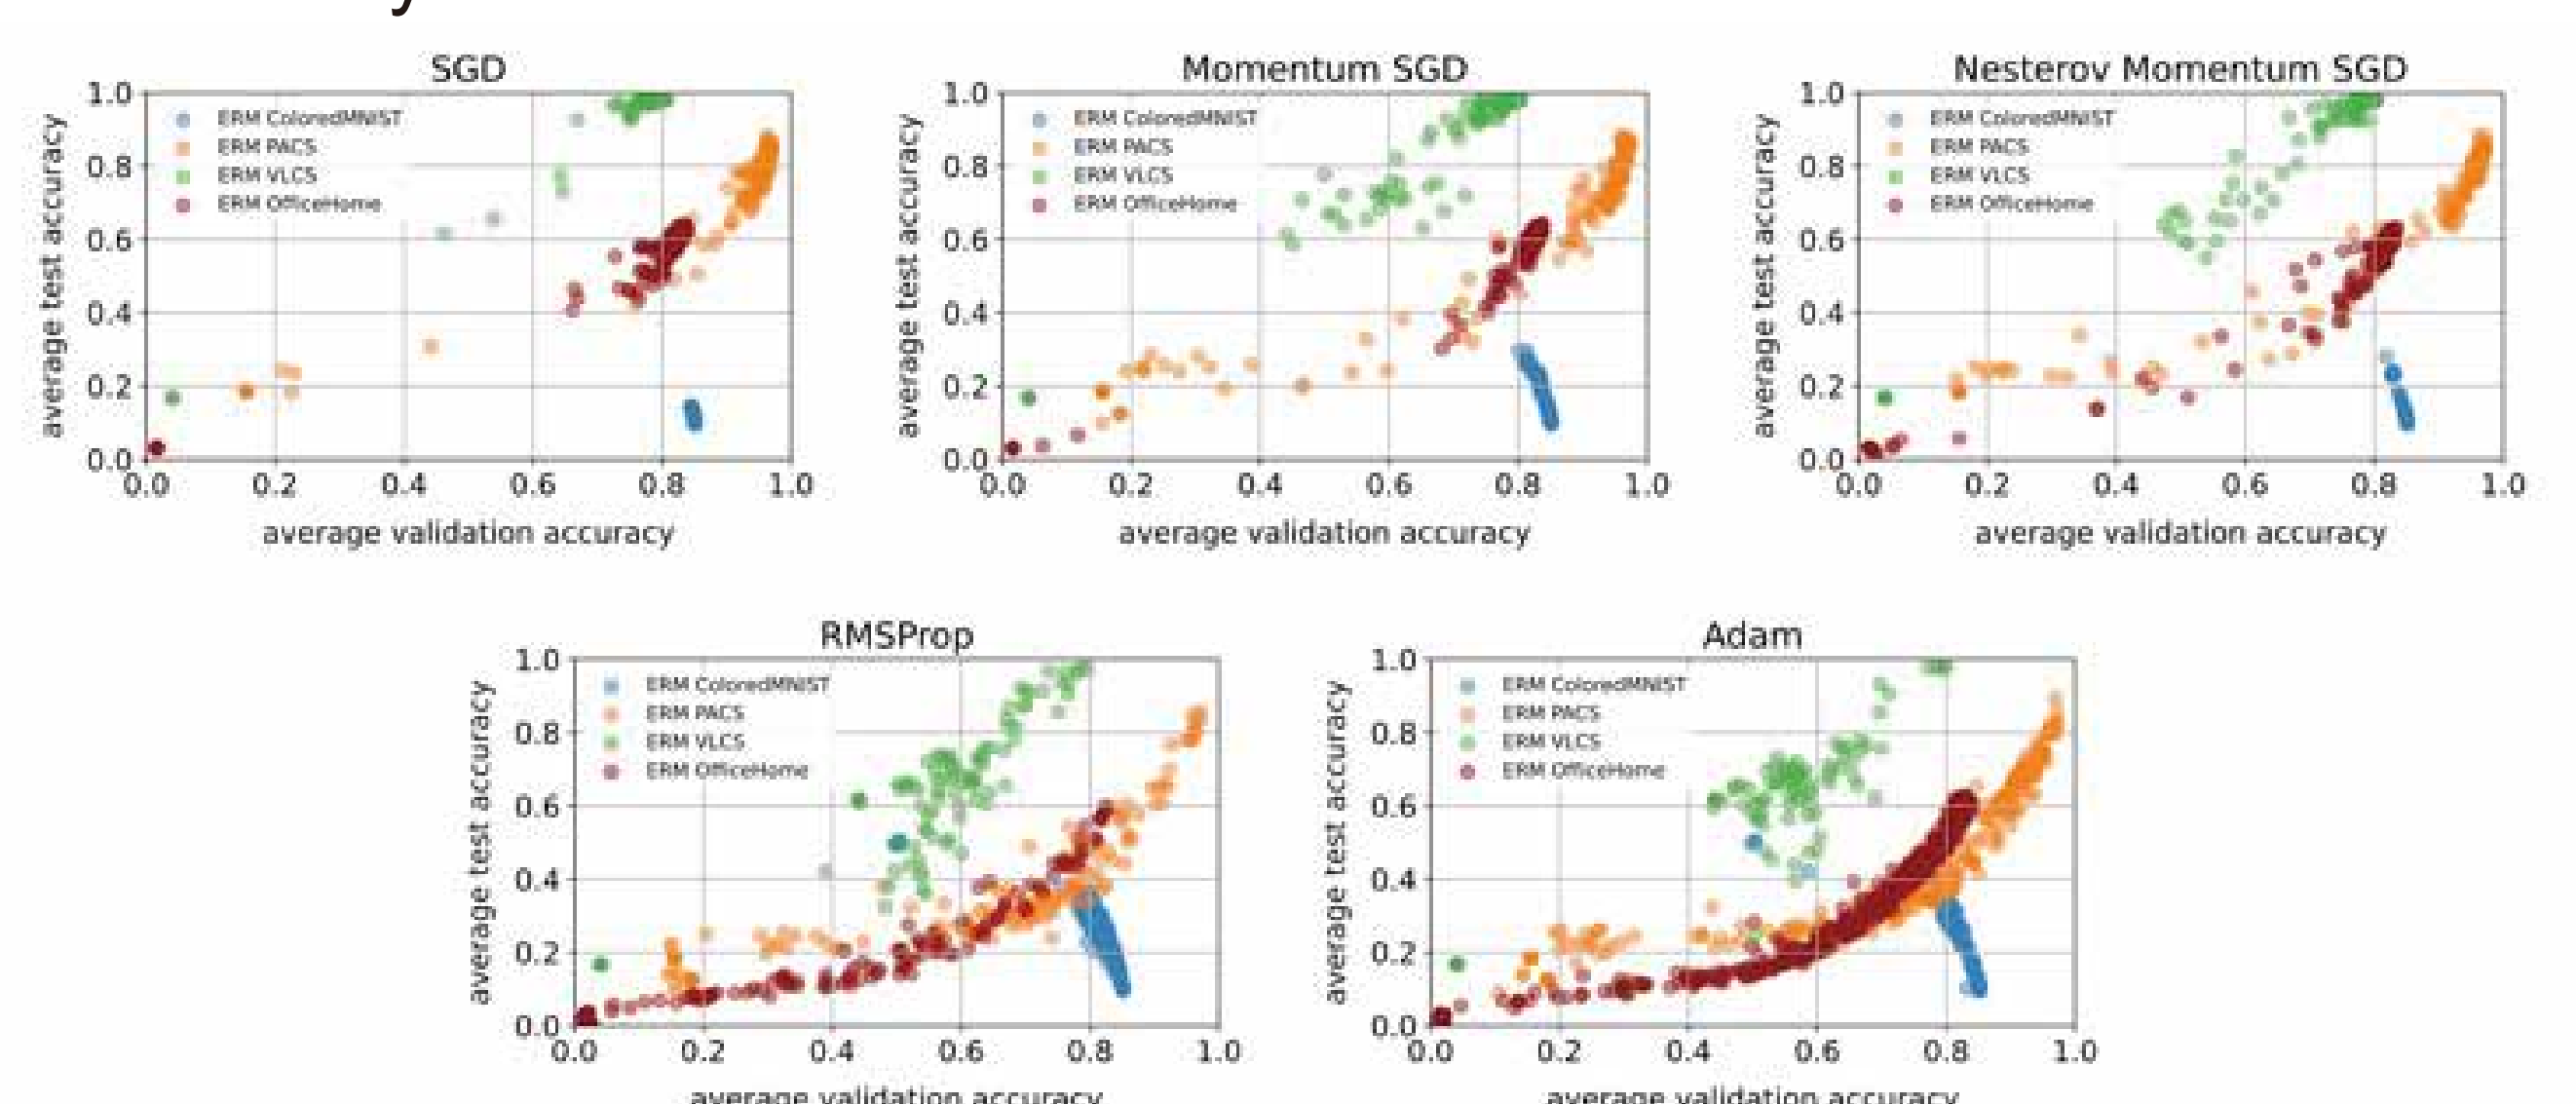 SGD
1.0
0.8
0.6
0.4
0.2
0.0
average test accuracy
ERM ColoredMNIST
ERM PACS
ERM VLCS
ERM OfficeHome
0.0 0.2 0.4 0.6 0.8 1.0
average validation accuracy
Momentum SGD
1.0
0.8
0.6
0.4
0.2
0.0
average test accuracy
ERM ColoredMNIST
ERM PACS
ERM VLCS
ERM OfficeHome
0.0 0.2 0.4 0.6 0.8 1.0
average validation accuracy
Nesterov Momentum SGD
1.0
0.8
0.6
0.4
0.2
0.0
average test accuracy
ERM ColoredMNIST
ERM PACS
ERM VLCS
ERM OfficeHome
0.0 0.2 0.4 0.6 0.8 1.0
average validation accuracy
RMSProp
1.0
0.8
0.6
0.4
0.2
0.0
average test accuracy
ERM ColoredMNIST
ERM PACS
ERM VLCS
ERM OfficeHome
0.0 0.2 0.4 0.6 0.8 1.0
average validation accuracy
Adam
1.0
0.8
0.6
0.4
0.2
0.0
average test accuracy
ERM ColoredMNIST
ERM PACS
ERM VLCS
ERM OfficeHome
0.0 0.2 0.4 0.6 0.8 1.0
average validation accuracy